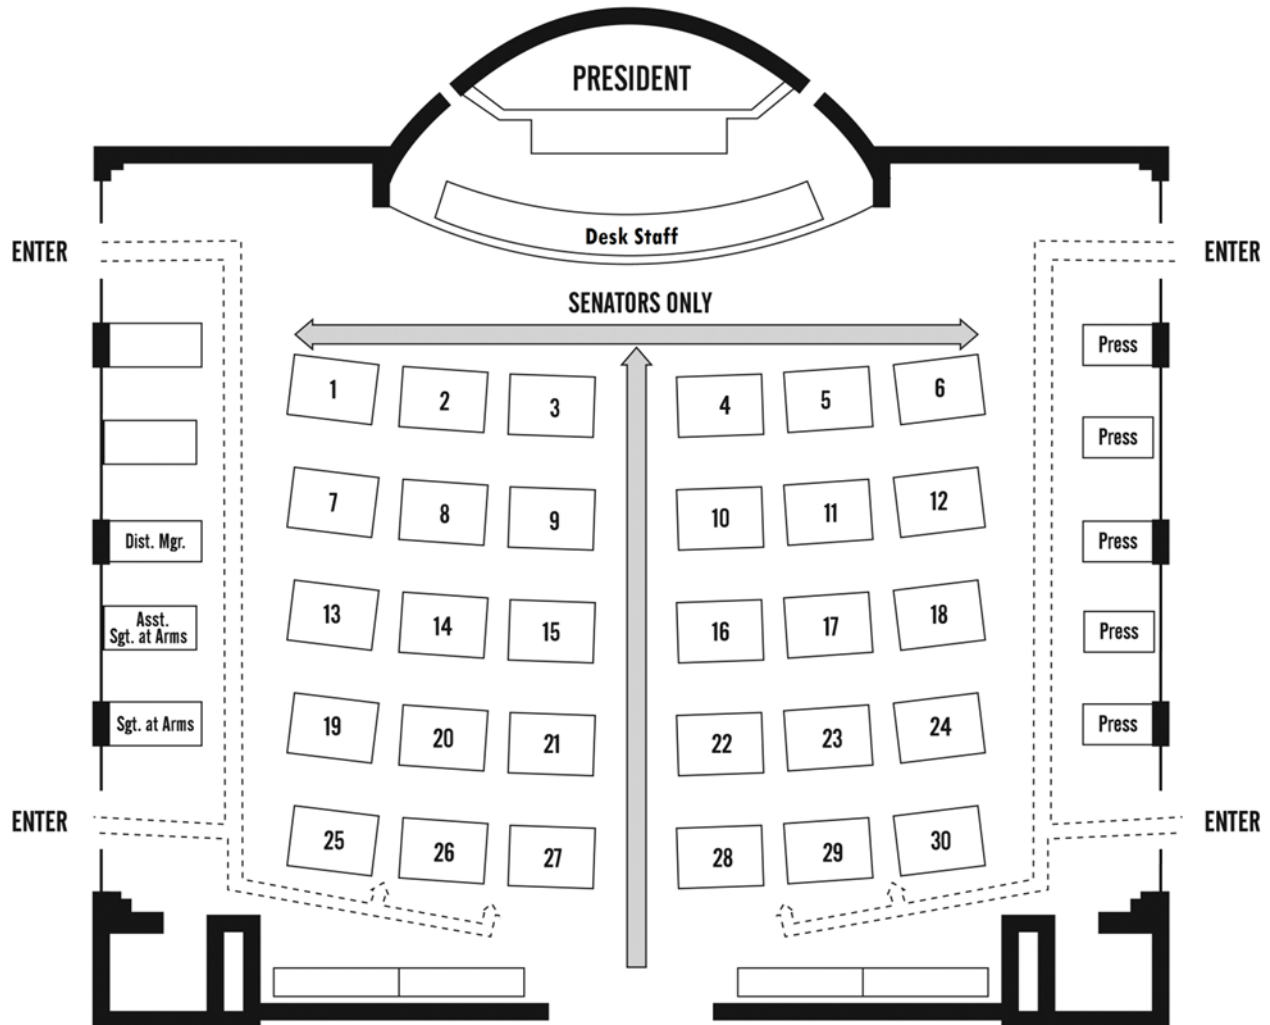 PRESIDENT
Desk Staff
ENTER
ENTER
SENATORS ONLY
Press
1
2
3
4
5
6
Press
7
8
9
10
11
12
Dist. Mgr.
Press
13
14
15
16
17
18
Asst.
Sgt. at Arms
Press
19
20
21
22
23
24
Sgt. at Arms
Press
ENTER
ENTER
25
26
27
28
29
30